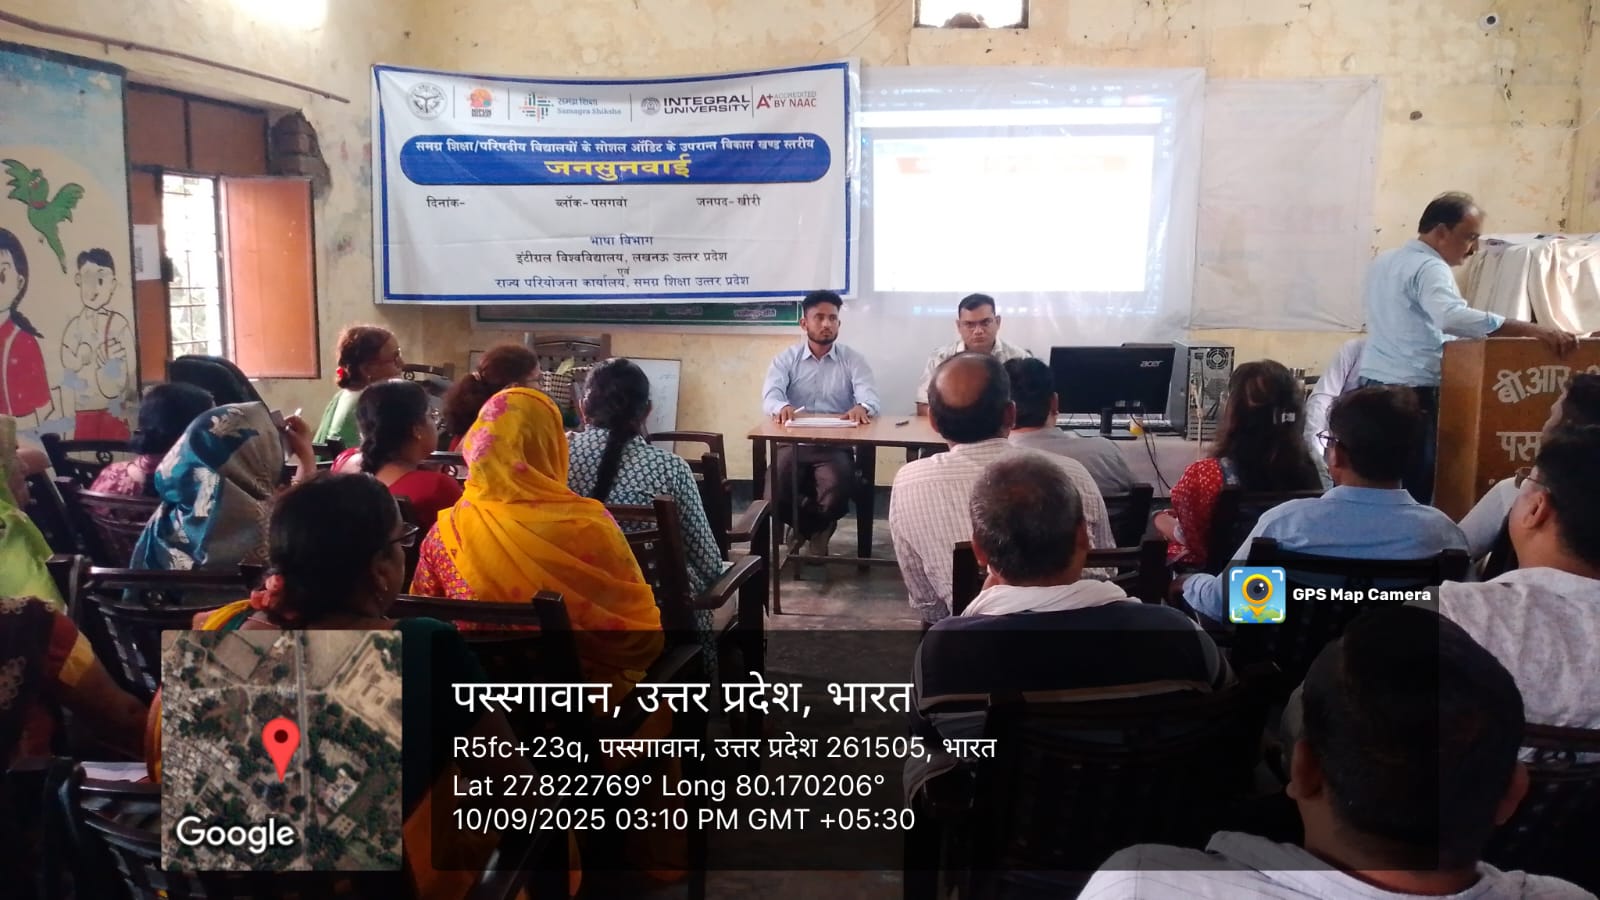 समग्र शिक्षा
Samagra Shiksha
INTEGRAL
UNIVERSITY
A+ ACCREDITED
BY NAAC
समग्र शिक्षा/परिषदीय विद्यालयों के सोशल ऑडिट के उपरान्त विकास खण्ड स्तरीय
जनसुनवाई
दिनांक- ब्लॉक-पसगवां जनपद-खीरी
भाषा विभाग
इंटीग्रल विश्वविद्यालय, लखनऊ उत्तर प्रदेश
एवं
राज्य परियोजना कार्यालय, समग्र शिक्षा उत्तर प्रदेश
acer
बी.आर
पस
GPS Map Camera
पस्स्गावान, उत्तर प्रदेश, भारत
R5fc+23q, पस्स्गावान, उत्तर प्रदेश 261505, भारत
Lat 27.822769° Long 80.170206°
10/09/2025 03:10 PM GMT +05:30
Google